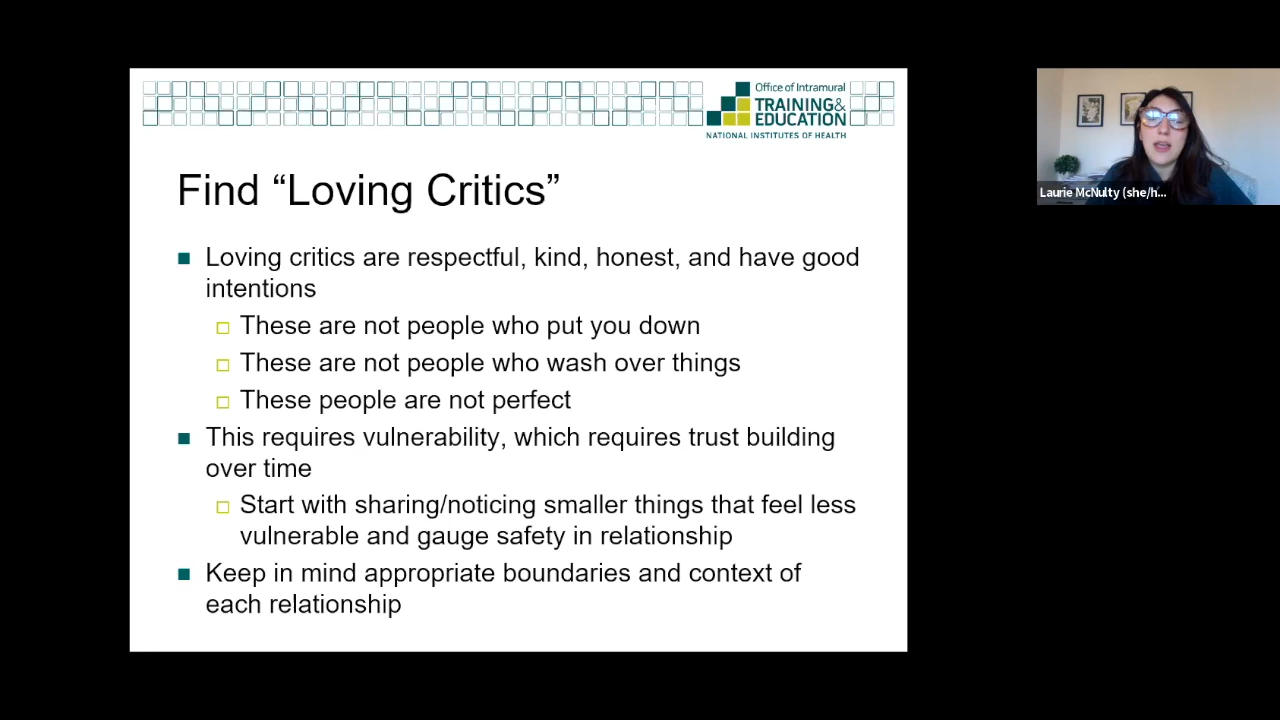 Office of Intramural
TRAINING&
EDUCATION
NATIONAL INSTITUTES OF HEALTH
Find “Loving Critics”
Loving critics are respectful, kind, honest, and have good
intentions
These are not people who put you down
These are not people who wash over things
These people are not perfect
This requires vulnerability, which requires trust building
over time
Start with sharing/noticing smaller things that feel less
vulnerable and gauge safety in relationship
Keep in mind appropriate boundaries and context of
each relationship
Laurie McNulty (she/h...